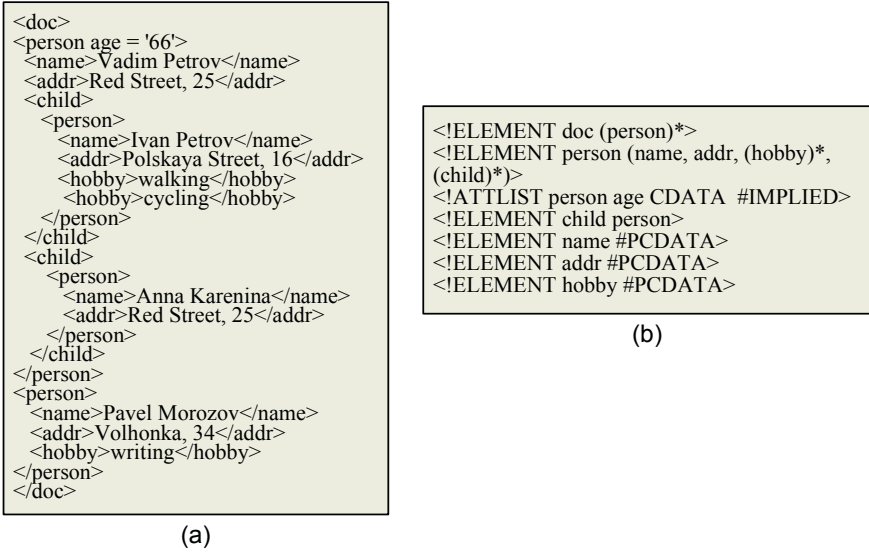 <doc>
<person age = '66'>
<name>Vadim Petrov</name>
<addr>Red Street, 25</addr>
<child>
<person>
<name>Ivan Petrov</name>
<addr>Polskaya Street, 16</addr>
<hobby>walking</hobby>
<hobby>cycling</hobby>
</person>
</child>
<child>
<person>
<name>Anna Karenina</name>
<addr>Red Street, 25</addr>
</person>
</child>
</person>
<person>
<name>Pavel Morozov</name>
<addr>Volhonka, 34</addr>
<hobby>writing</hobby>
</person>
</doc>
(a)
<!ELEMENT doc (person)*>
<!ELEMENT person (name, addr, (hobby)*,
(child)*)>
<!ATTLIST person age CDATA #IMPLIED>
<!ELEMENT child person>
<!ELEMENT name #PCDATA>
<!ELEMENT addr #PCDATA>
<!ELEMENT hobby #PCDATA>
(b)